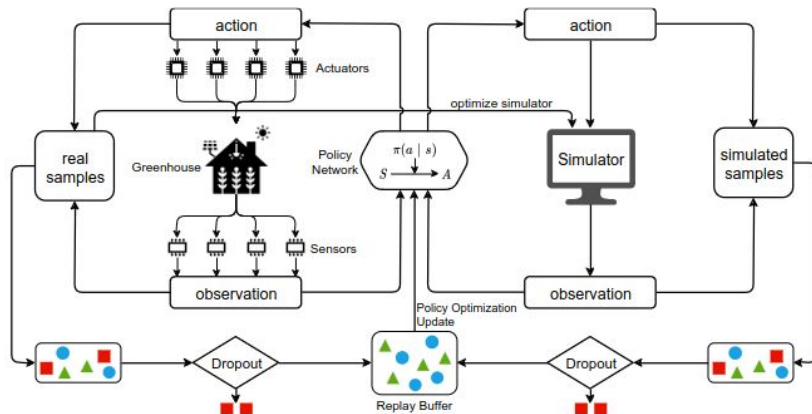 action
action
Actuators
optimize simulator
real
samples
Greenhouse
Policy
Network
π(a | s)
S
A
Simulator
simulated
samples
Sensors
observation
observation
Policy Optimization
Update
Dropout
Dropout
Replay Buffer